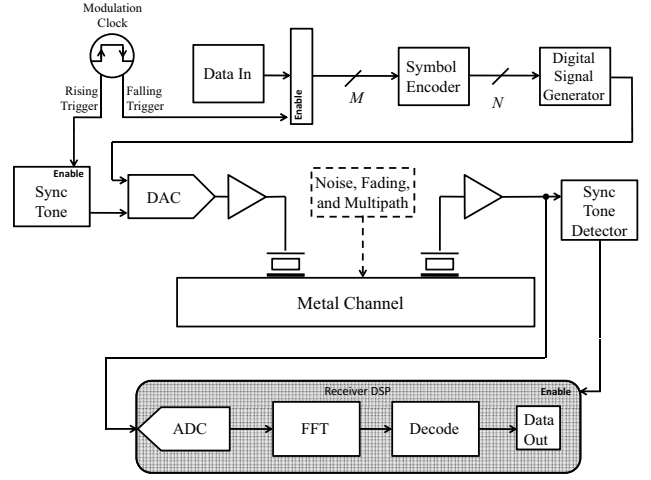 Modulation
Clock
Rising
Trigger
Falling
Trigger
Data In
Enable
M
Symbol
Encoder
N
Digital
Signal
Generator
Enable
Sync
Tone
DAC
Noise, Fading,
and Multipath
Sync
Tone
Detector
Metal Channel
Receiver DSP
Enable
ADC
FFT
Decode
Data
Out